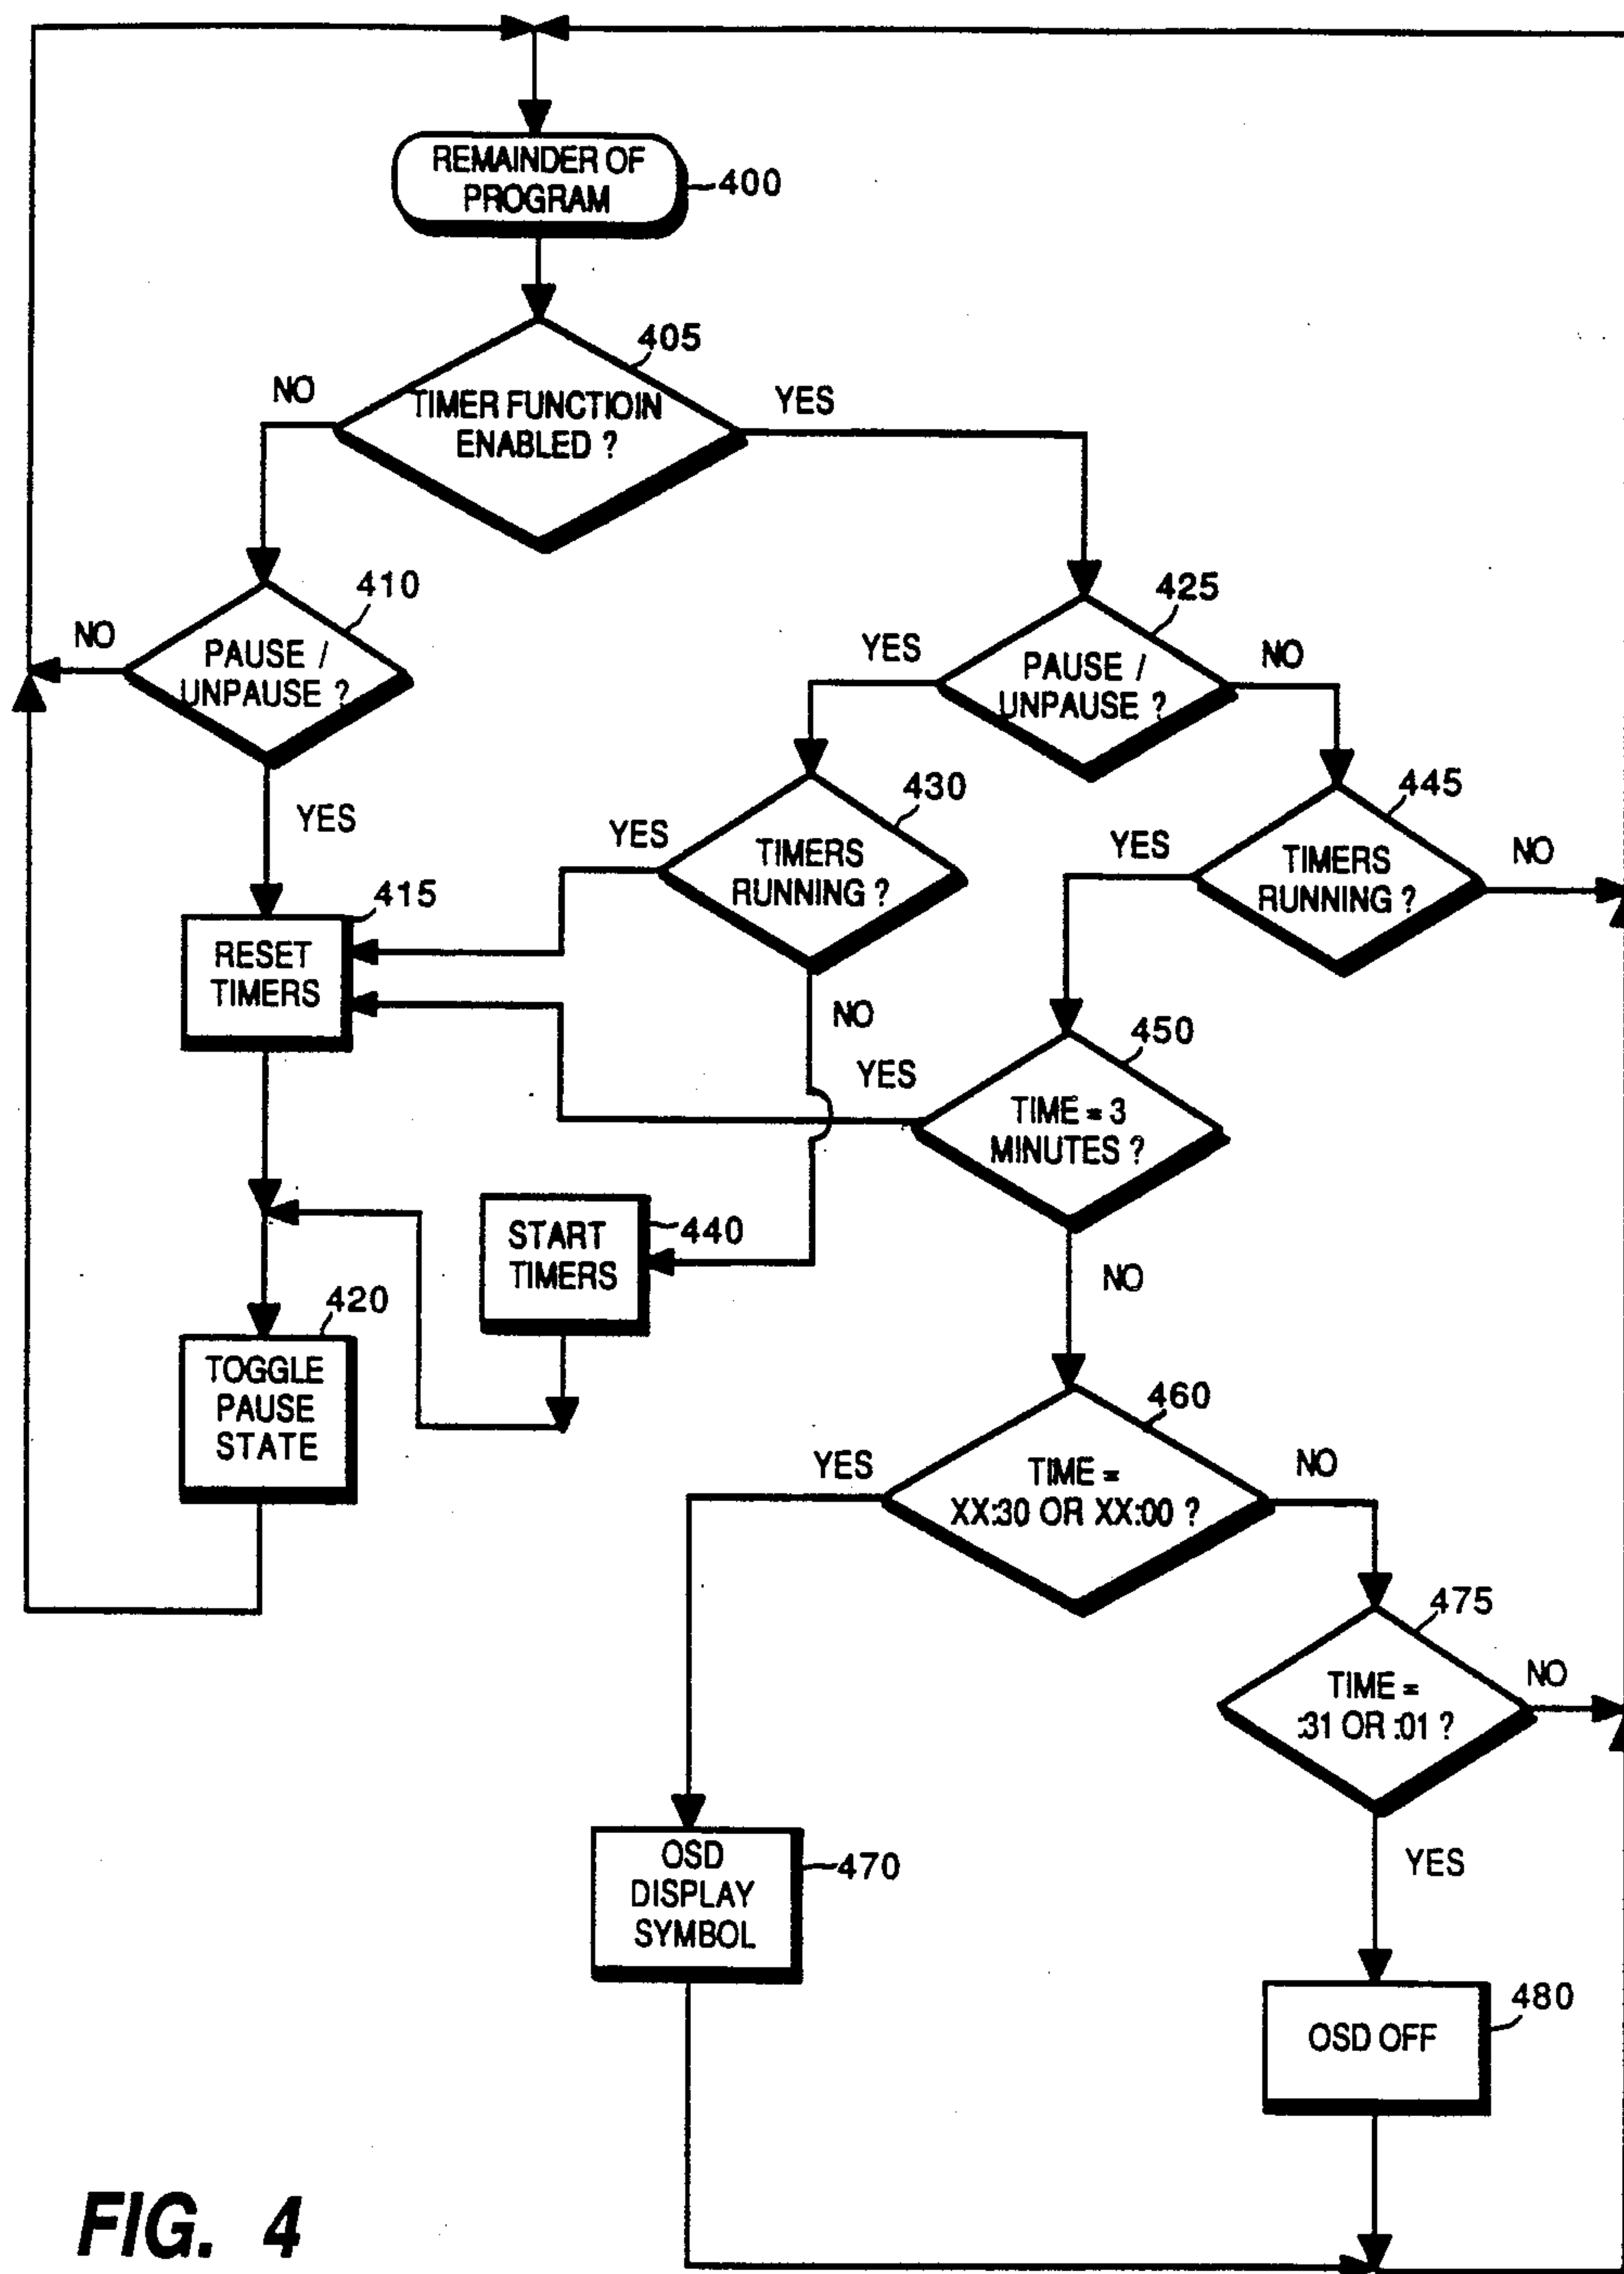 REMAINDER OF
PROGRAM
400
405
NO
TIMER FUNCTIOIN
ENABLED ?
YES
410
NO
PAUSE /
UNPAUSE ?
YES
425
YES
PAUSE /
UNPAUSE ?
NO
430
YES
TIMERS
RUNNING ?
NO
445
YES
TIMERS
RUNNING ?
NO
415
RESET
TIMERS
450
YES
TIME = 3
MINUTES ?
NO
START
TIMERS
440
420
TOGGLE
PAUSE
STATE
460
YES
TIME =
XX:30 OR XX:00 ?
NO
475
TIME =
:31 OR :01 ?
NO
YES
OSD
DISPLAY
SYMBOL
470
480
OSD OFF
FIG. 4